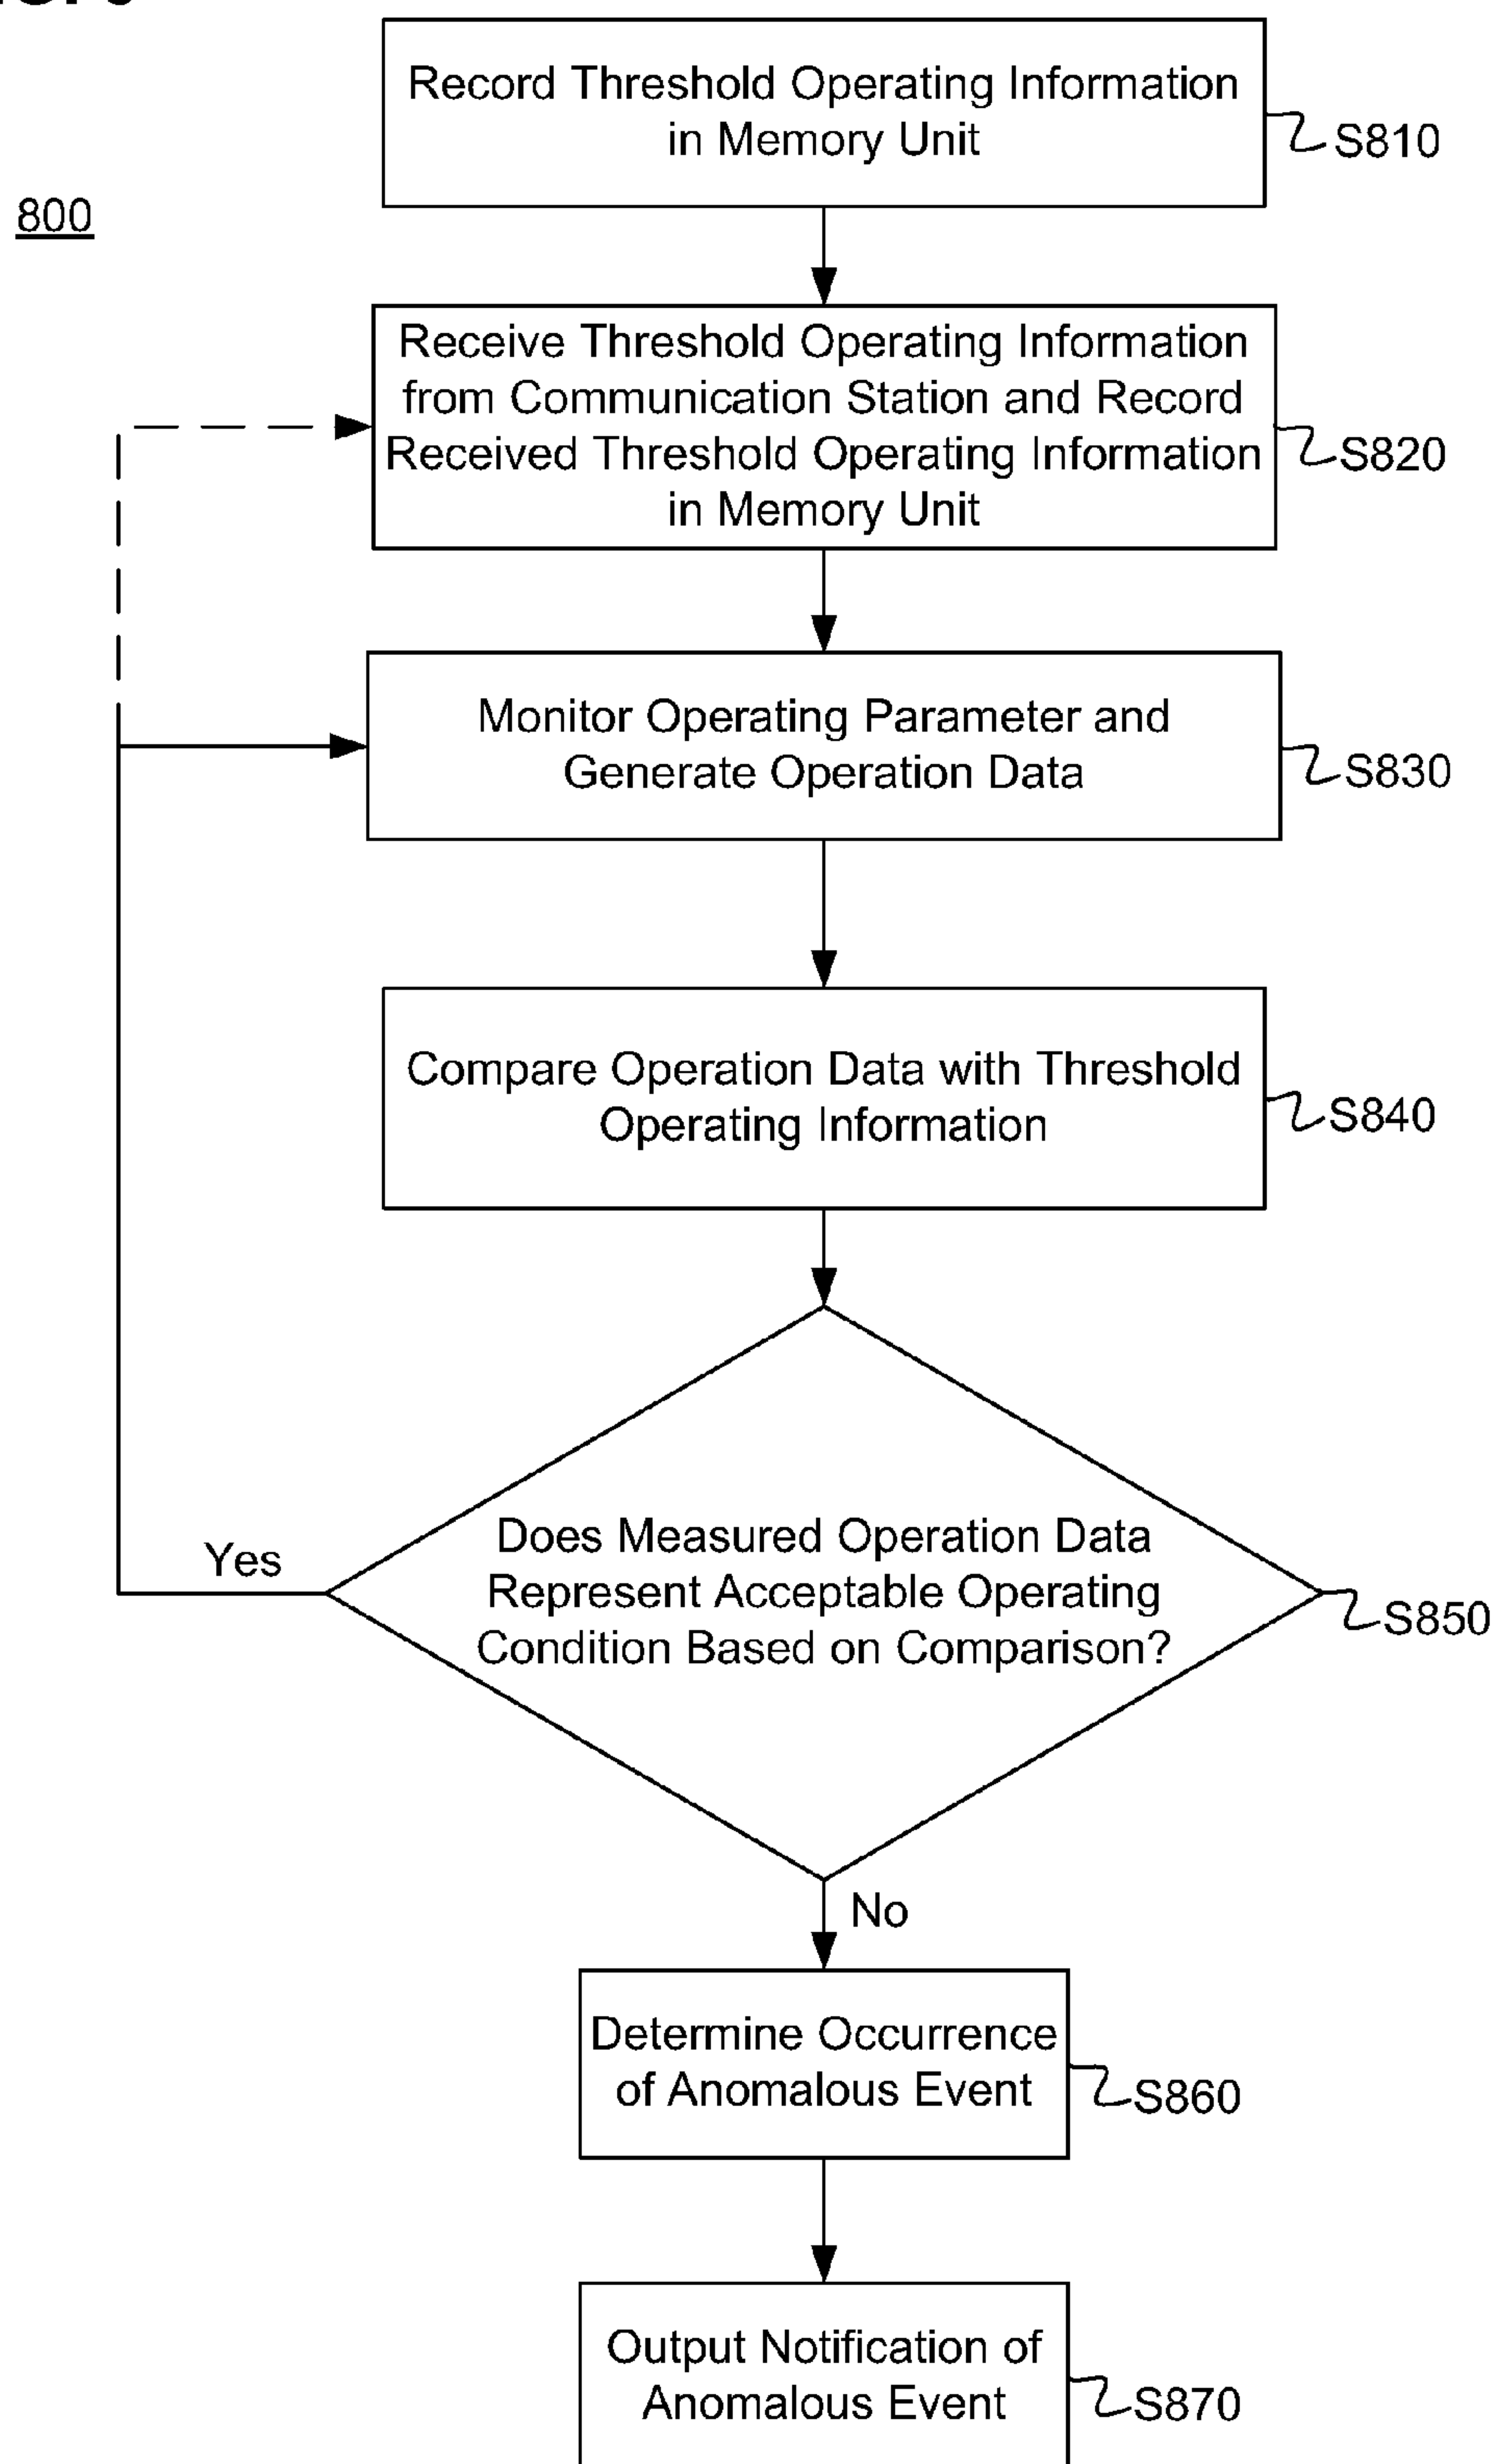 Record Threshold Operating Information
in Memory Unit
S810
800
Receive Threshold Operating Information
from Communication Station and Record
Received Threshold Operating Information
in Memory Unit
S820
Monitor Operating Parameter and
Generate Operation Data
S830
Compare Operation Data with Threshold
Operating Information
S840
Does Measured Operation Data
Represent Acceptable Operating
Condition Based on Comparison?
S850
Yes
No
Determine Occurrence
of Anomalous Event
S860
Output Notification of
Anomalous Event
S870